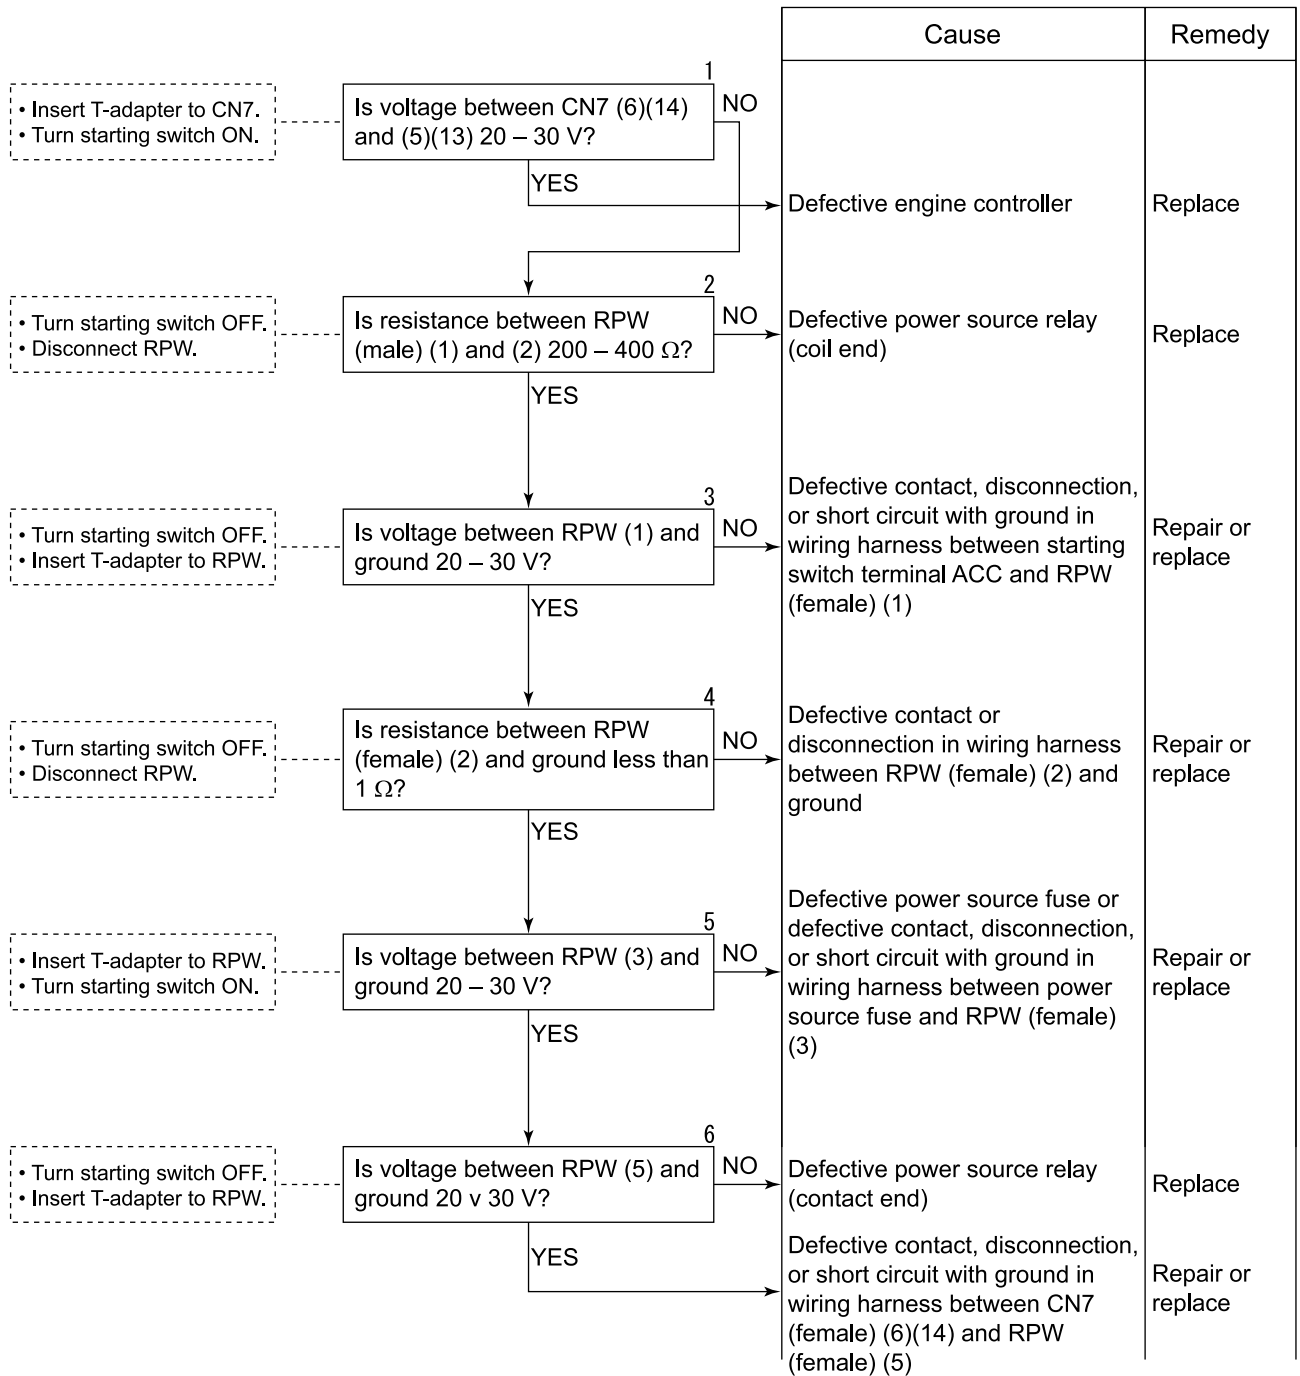 Cause
Remedy
1
• Insert T-adapter to CN7.
• Turn starting switch ON.
Is voltage between CN7 (6)(14)
and (5)(13) 20 – 30 V?
NO
YES
Defective engine controller
Replace
2
• Turn starting switch OFF.
• Disconnect RPW.
Is resistance between RPW
(male) (1) and (2) 200 – 400 Ω?
NO
Defective power source relay
(coil end)
Replace
YES
3
• Turn starting switch OFF.
• Insert T-adapter to RPW.
Is voltage between RPW (1) and
ground 20 – 30 V?
NO
Defective contact, disconnection,
or short circuit with ground in
wiring harness between starting
switch terminal ACC and RPW
(female) (1)
Repair or
replace
YES
4
• Turn starting switch OFF.
• Disconnect RPW.
Is resistance between RPW
(female) (2) and ground less than
1 Ω?
NO
Defective contact or
disconnection in wiring harness
between RPW (female) (2) and
ground
Repair or
replace
YES
5
• Insert T-adapter to RPW.
• Turn starting switch ON.
Is voltage between RPW (3) and
ground 20 – 30 V?
NO
Defective power source fuse or
defective contact, disconnection,
or short circuit with ground in
wiring harness between power
source fuse and RPW (female)
(3)
Repair or
replace
YES
6
• Turn starting switch OFF.
• Insert T-adapter to RPW.
Is voltage between RPW (5) and
ground 20 v 30 V?
NO
Defective power source relay
(contact end)
Replace
YES
Defective contact, disconnection,
or short circuit with ground in
wiring harness between CN7
(female) (6)(14) and RPW
(female) (5)
Repair or
replace